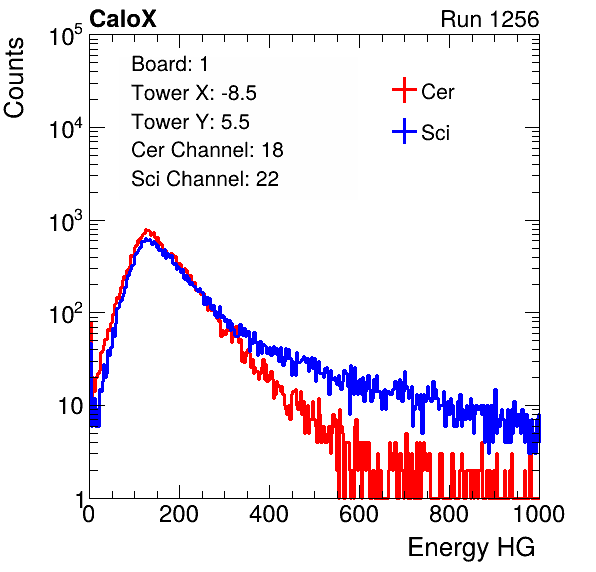 CaloX Run 1256
Counts
Board: 1
Tower X: -8.5
Tower Y: 5.5
Cer Channel: 18
Sci Channel: 22
Cer
Sci
10^5
10^4
10^3
10^2
10
1
0 200 400 600 800 1000
Energy HG